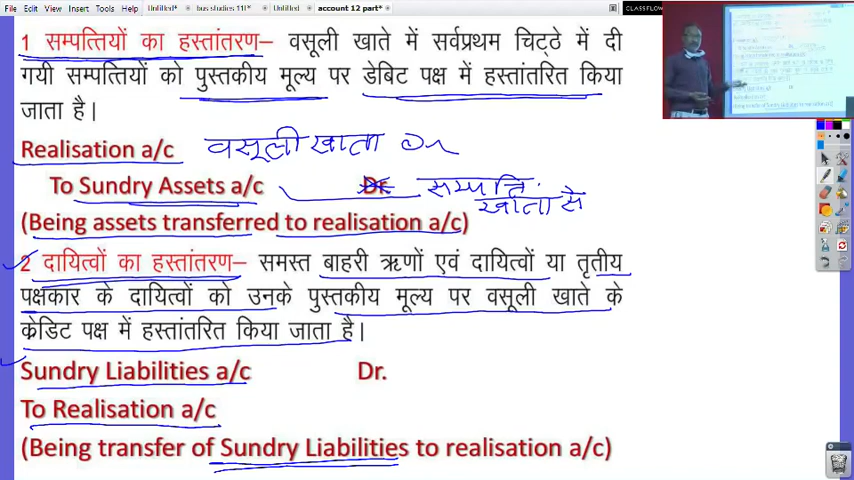 File Edit View Insert Tools Help Untitled* bus studies 11ll* Untitled account 12 part* CLASSFLOW
1 सम्पत्तियों का हस्तांतरण– वसूली खाते में सर्वप्रथम चिट्ठे में दी
गयी सम्पत्तियों को पुस्तकीय मूल्य पर डेबिट पक्ष में हस्तांतरित किया
जाता है।
Realisation a/c वसूली खाता Dr
To Sundry Assets a/c Dr. सम्पत्ति
खाता से
(Being assets transferred to realisation a/c)
2 दायित्वों का हस्तांतरण– समस्त बाहरी ऋणों एवं दायित्वों या तृतीय
पक्षकार के दायित्वों को उनके पुस्तकीय मूल्य पर वसूली खाते के
क्रेडिट पक्ष में हस्तांतरित किया जाता है।
Sundry Liabilities a/c Dr.
To Realisation a/c
(Being transfer of Sundry Liabilities to realisation a/c)